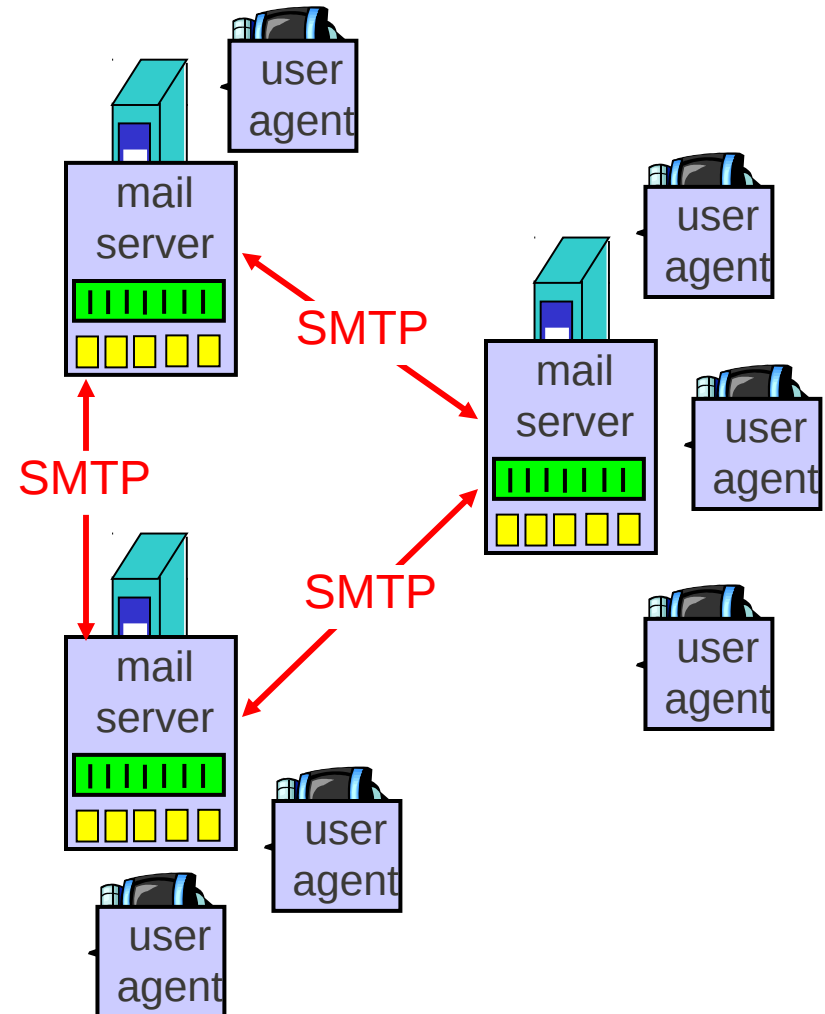 user
agent
mail
server
user
agent
SMTP
mail
server
user
agent
SMTP
SMTP
user
agent
mail
server
user
agent
user
agent